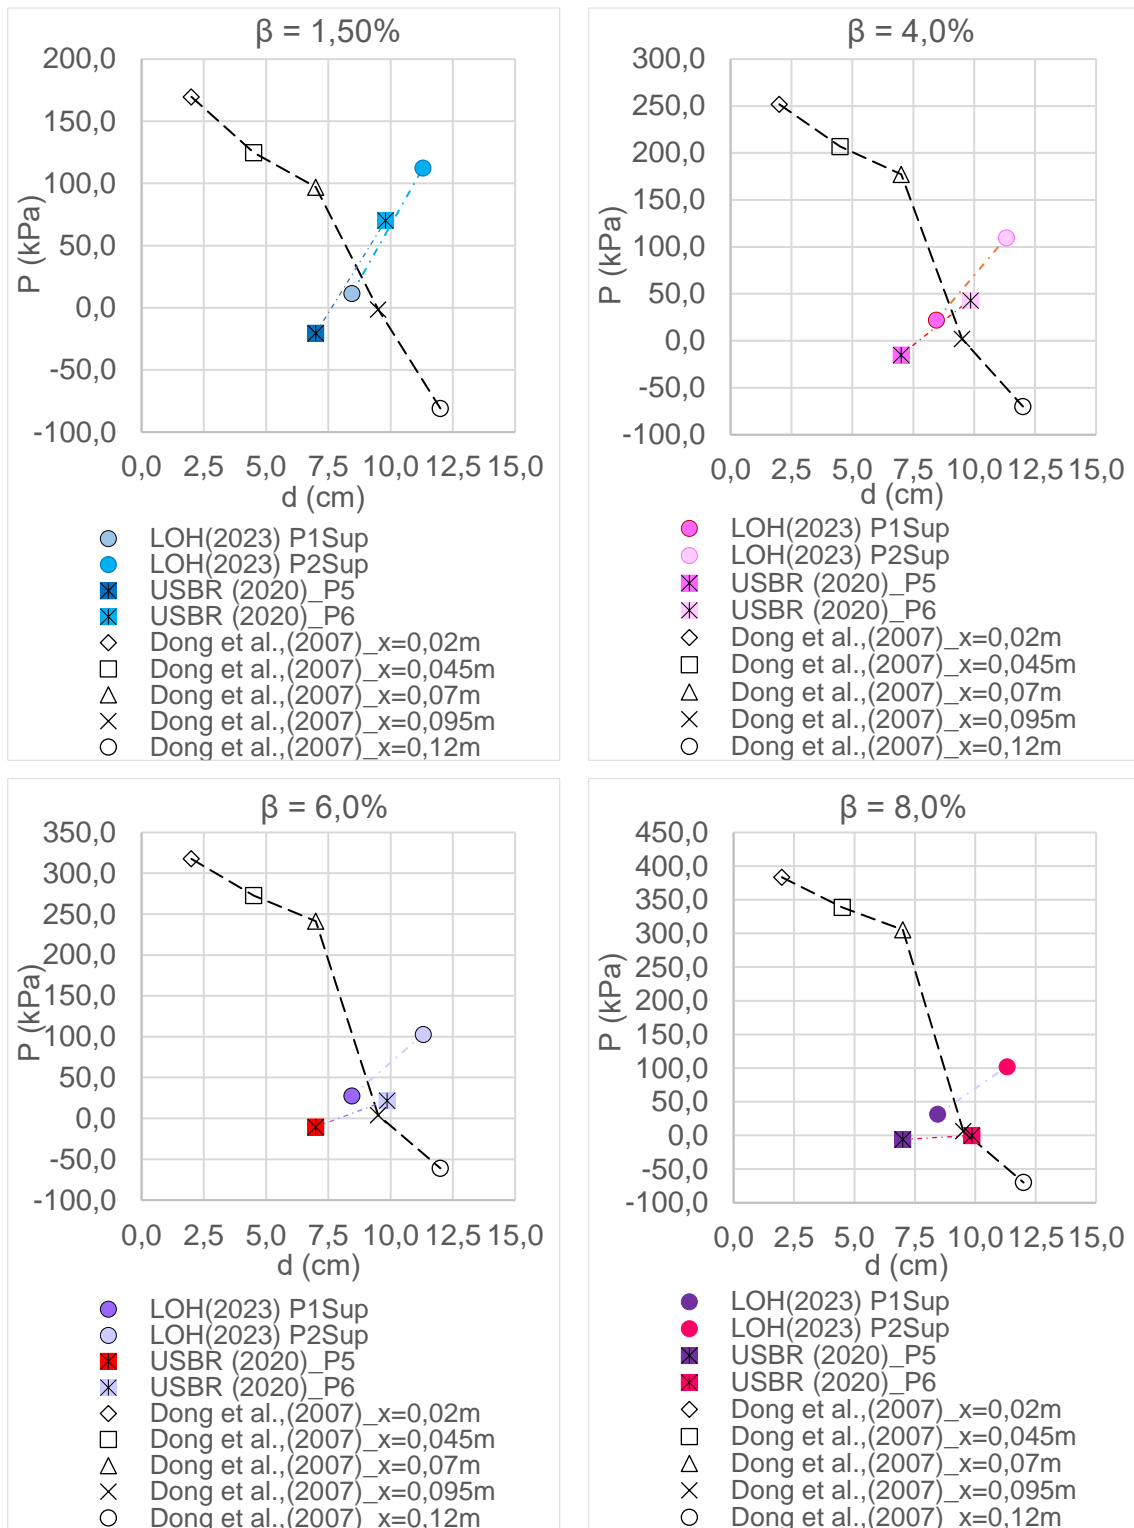 β = 1,50%
200,0
150,0
100,0
50,0
0,0
-50,0
-100,0
P (kPa)
0,0 2,5 5,0 7,5 10,0 12,5 15,0
d (cm)
LOH(2023) P1Sup
LOH(2023) P2Sup
USBR (2020)_P5
USBR (2020)_P6
Dong et al.,(2007)_x=0,02m
Dong et al.,(2007)_x=0,045m
Dong et al.,(2007)_x=0,07m
Dong et al.,(2007)_x=0,095m
Dong et al.,(2007)_x=0,12m
β = 4,0%
300,0
250,0
200,0
150,0
100,0
50,0
0,0
-50,0
-100,0
P (kPa)
0,0 2,5 5,0 7,5 10,0 12,5 15,0
d (cm)
LOH(2023) P1Sup
LOH(2023) P2Sup
USBR (2020)_P5
USBR (2020)_P6
Dong et al.,(2007)_x=0,02m
Dong et al.,(2007)_x=0,045m
Dong et al.,(2007)_x=0,07m
Dong et al.,(2007)_x=0,095m
Dong et al.,(2007)_x=0,12m
β = 6,0%
350,0
300,0
250,0
200,0
150,0
100,0
50,0
0,0
-50,0
-100,0
P (kPa)
0,0 2,5 5,0 7,5 10,0 12,5 15,0
d (cm)
LOH(2023) P1Sup
LOH(2023) P2Sup
USBR (2020)_P5
USBR (2020)_P6
Dong et al.,(2007)_x=0,02m
Dong et al.,(2007)_x=0,045m
Dong et al.,(2007)_x=0,07m
Dong et al.,(2007)_x=0,095m
Dong et al.,(2007)_x=0,12m
β = 8,0%
450,0
400,0
350,0
300,0
250,0
200,0
150,0
100,0
50,0
0,0
-50,0
-100,0
P (kPa)
0,0 2,5 5,0 7,5 10,0 12,5 15,0
d (cm)
LOH(2023) P1Sup
LOH(2023) P2Sup
USBR (2020)_P5
USBR (2020)_P6
Dong et al.,(2007)_x=0,02m
Dong et al.,(2007)_x=0,045m
Dong et al.,(2007)_x=0,07m
Dong et al.,(2007)_x=0,095m
Dong et al.,(2007)_x=0,12m